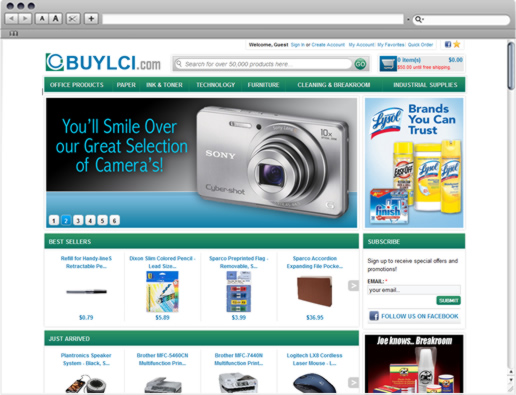 A A
Q-
Welcome, Guest Sign in or Create Account My Account My Favorites Quick Order
BUYLCI.com
Search for over 50,000 products here...
GO
0 item(s) $0.00
$50.00 until free shipping
OFFICE PRODUCTS PAPER INK & TONER TECHNOLOGY FURNITURE CLEANING & BREAKROOM INDUSTRIAL SUPPLIES
You'll Smile Over
our Great Selection
of Camera's!
SONY
10x
Cyber-shot
1 2 3 4 5 6
Lysol
Brands
You Can
Trust
EASY-OFF
Lysol
Lysol
finish
BEST SELLERS
Refill for Handy-line S
Retractable Pe...
Dixon Slim Colored Pencil -
Lead Size...
Sparco Preprinted Flag -
Removable, S...
Sparco Accordion
Expanding File Pocke...
$0.79
$5.89
$3.99
$36.95
SUBSCRIBE
Sign up to receive special offers and
promotions!
EMAIL: *
your email...
SUBMIT
FOLLOW US ON FACEBOOK
JUST ARRIVED
Plantronics Speaker
System - Black, S...
Brother MFC-5460CN
Multifunction Prin...
Brother MFC-7440N
Multifunction Print...
Logitech LX8 Cordless
Laser Mouse - L...
Joe knows.. Breakroom